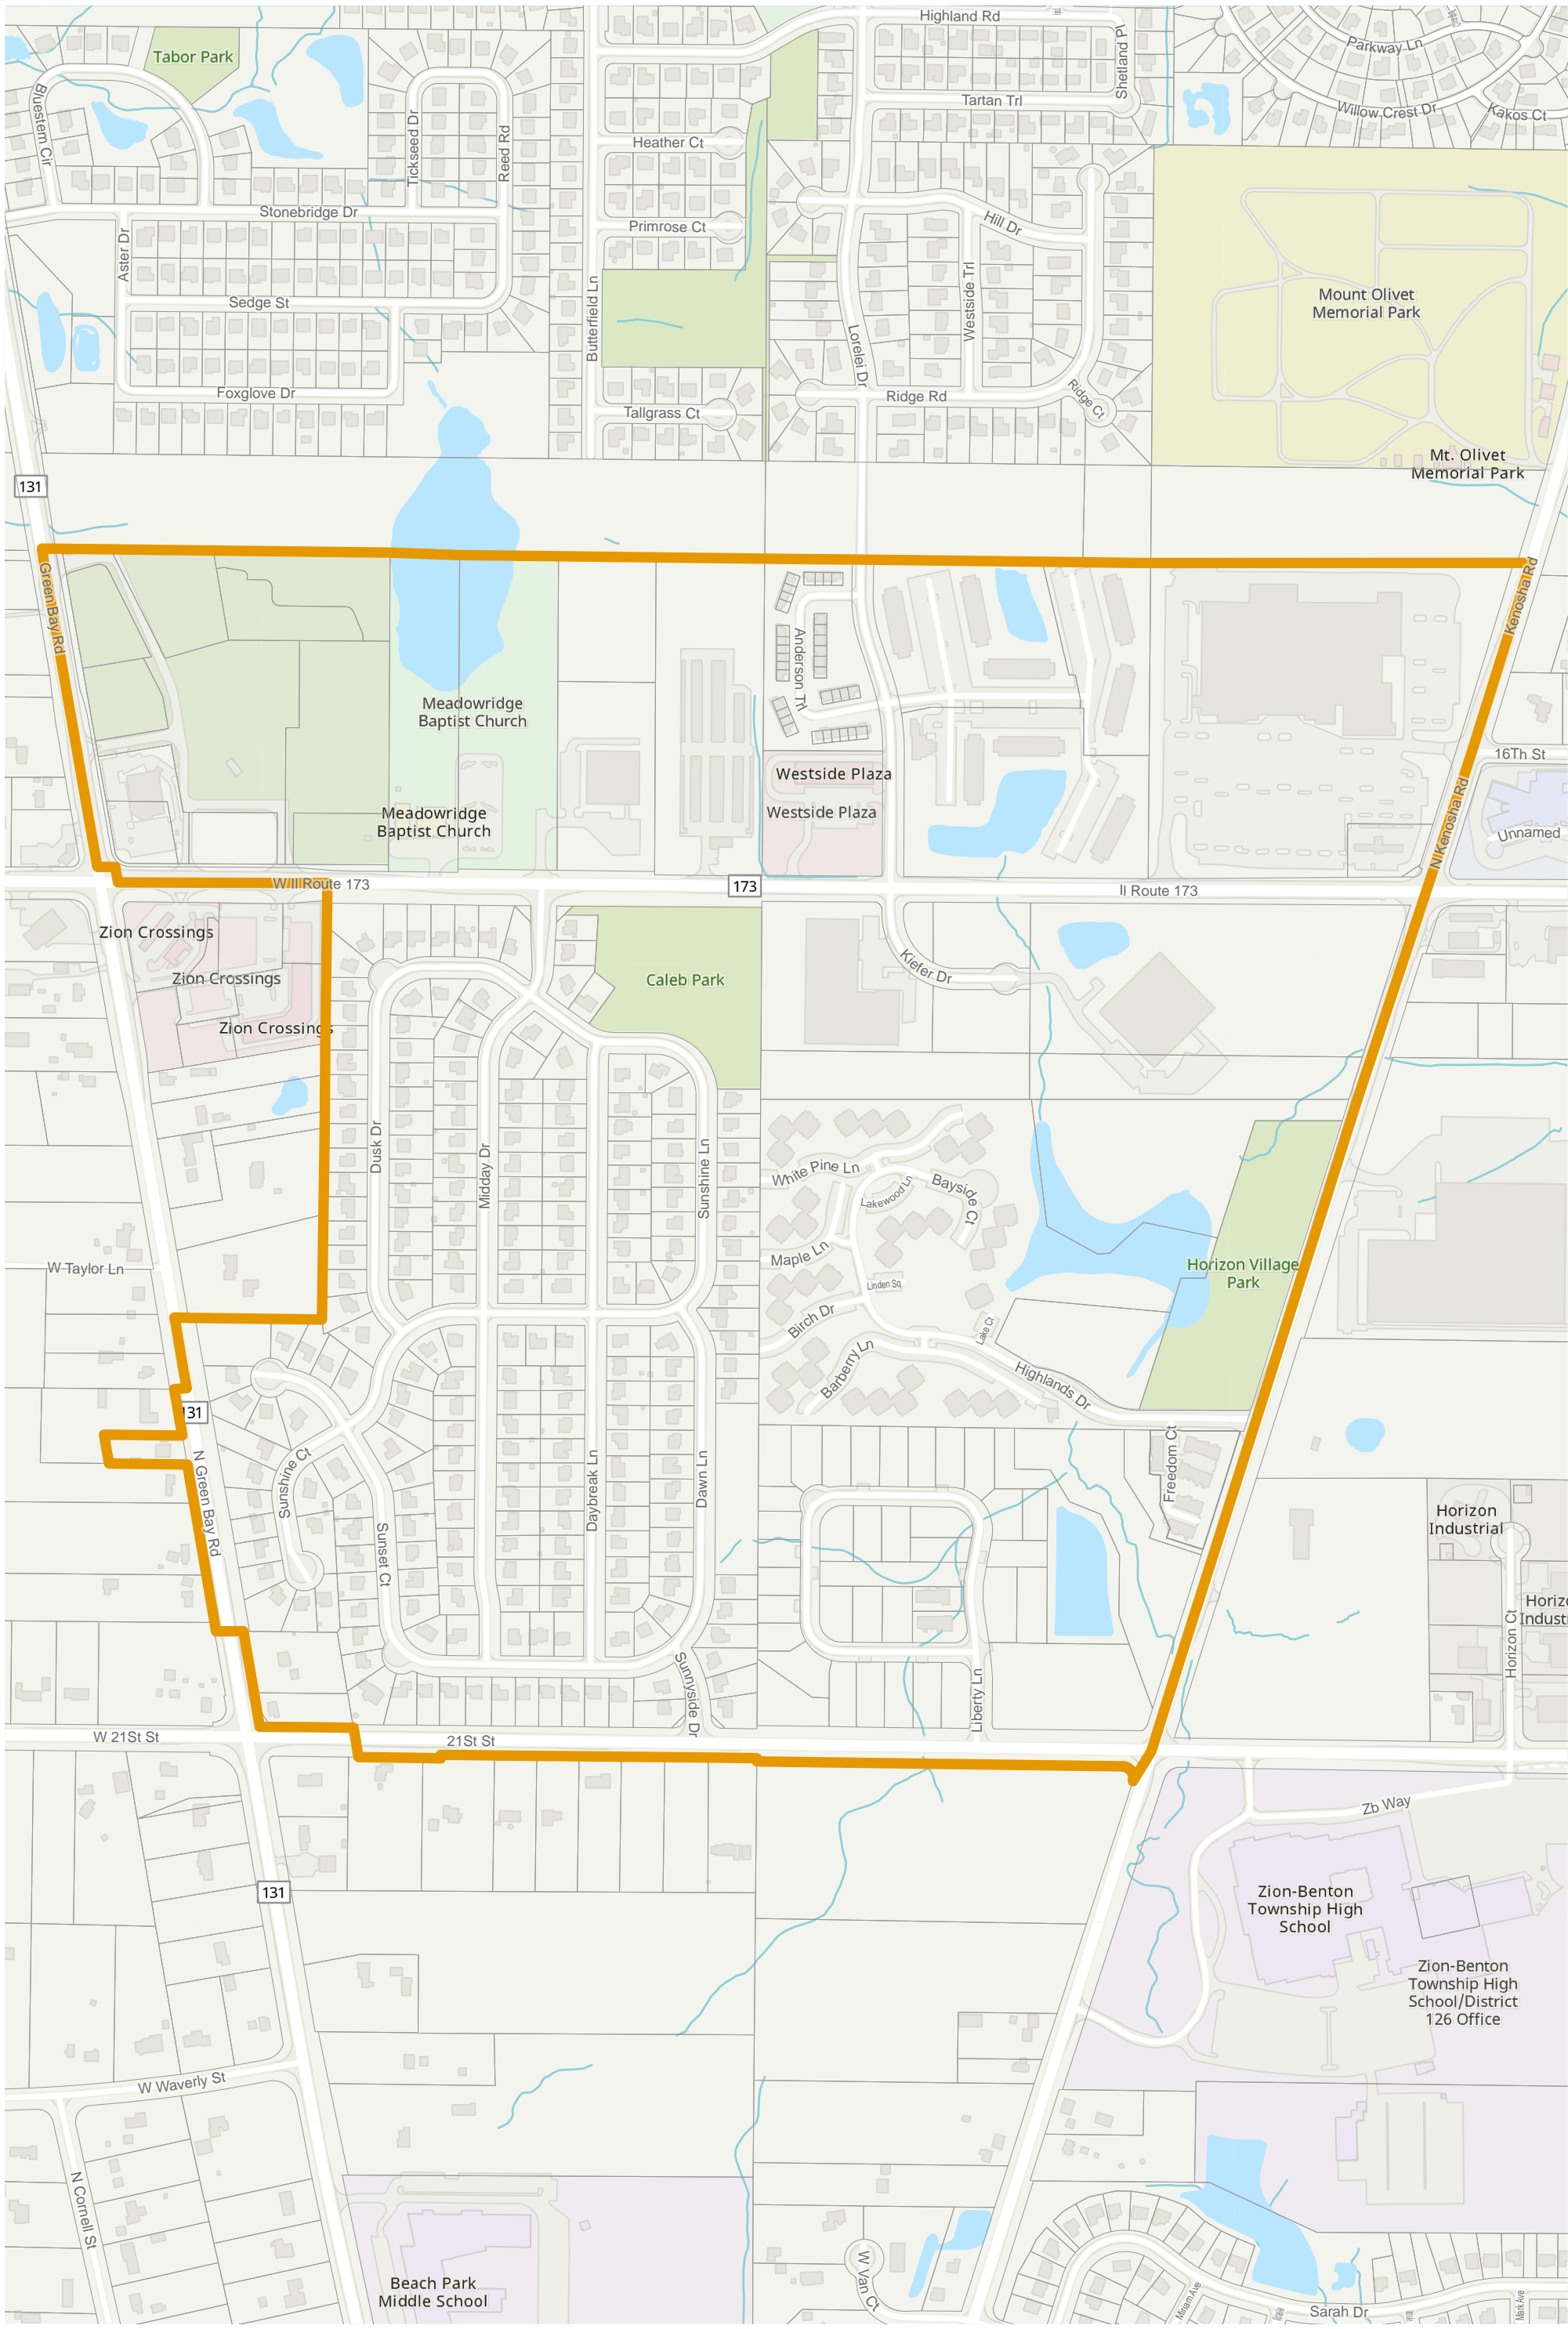 Highland Rd
Parkway Ln
Tabor Park
Shetland Pl
Tartan Trl
Willow Crest Dr
Kakos Ct
Bluestem Cir
Tickseed Dr
Reed Rd
Heather Ct
Stonebridge Dr
Primrose Ct
Hill Dr
Aster Dr
Sedge St
Butterfield Ln
Westside Trl
Mount Olivet
Memorial Park
Lorelei Dr
Foxglove Dr
Tallgrass Ct
Ridge Rd
Ridge Ct
Mt. Olivet
Memorial Park
131
Green Bay Rd
Kenosha Rd
Anderson Trl
Meadowridge
Baptist Church
Westside Plaza
16Th St
Meadowridge
Baptist Church
Westside Plaza
N Kenosha Rd
Unnamed
W Il Route 173
173
Il Route 173
Zion Crossings
Zion Crossings
Zion Crossings
Caleb Park
Kiefer Dr
Dusk Dr
Midday Dr
Sunshine Ln
White Pine Ln
Lakewood Ln
Bayside Ct
Maple Ln
W Taylor Ln
Linden Sq
Horizon Village
Park
Birch Dr
Lake Ct
Barberry Ln
Highlands Dr
131
N Green Bay Rd
Sunshine Ct
Sunset Ct
Daybreak Ln
Dawn Ln
Freedom Ct
Horizon
Industrial
Horizon Ct
Sunnyside Dr
Liberty Ln
W 21St St
21St St
Zb Way
131
Zion-Benton
Township High
School
Zion-Benton
Township High
School/District
126 Office
W Waverly St
N Cornell St
Beach Park
Middle School
W Van Ct
Miriam Ave
Sarah Dr
Mark Ave